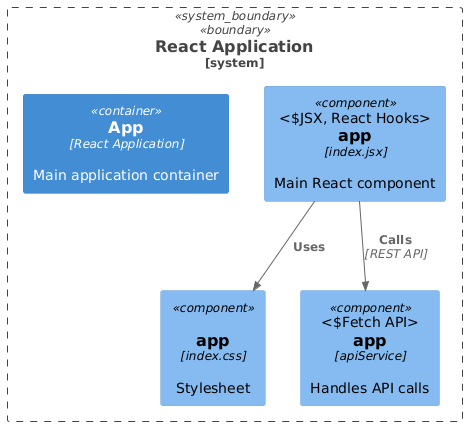 «system_boundary»
«boundary»
React Application
[system]
«container»
App
[React Application]
Main application container
«component»
<$JSX, React Hooks>
app
[index.jsx]
Main React component
Uses
Calls
[REST API]
«component»
app
[index.css]
Stylesheet
«component»
<$Fetch API>
app
[apiService]
Handles API calls